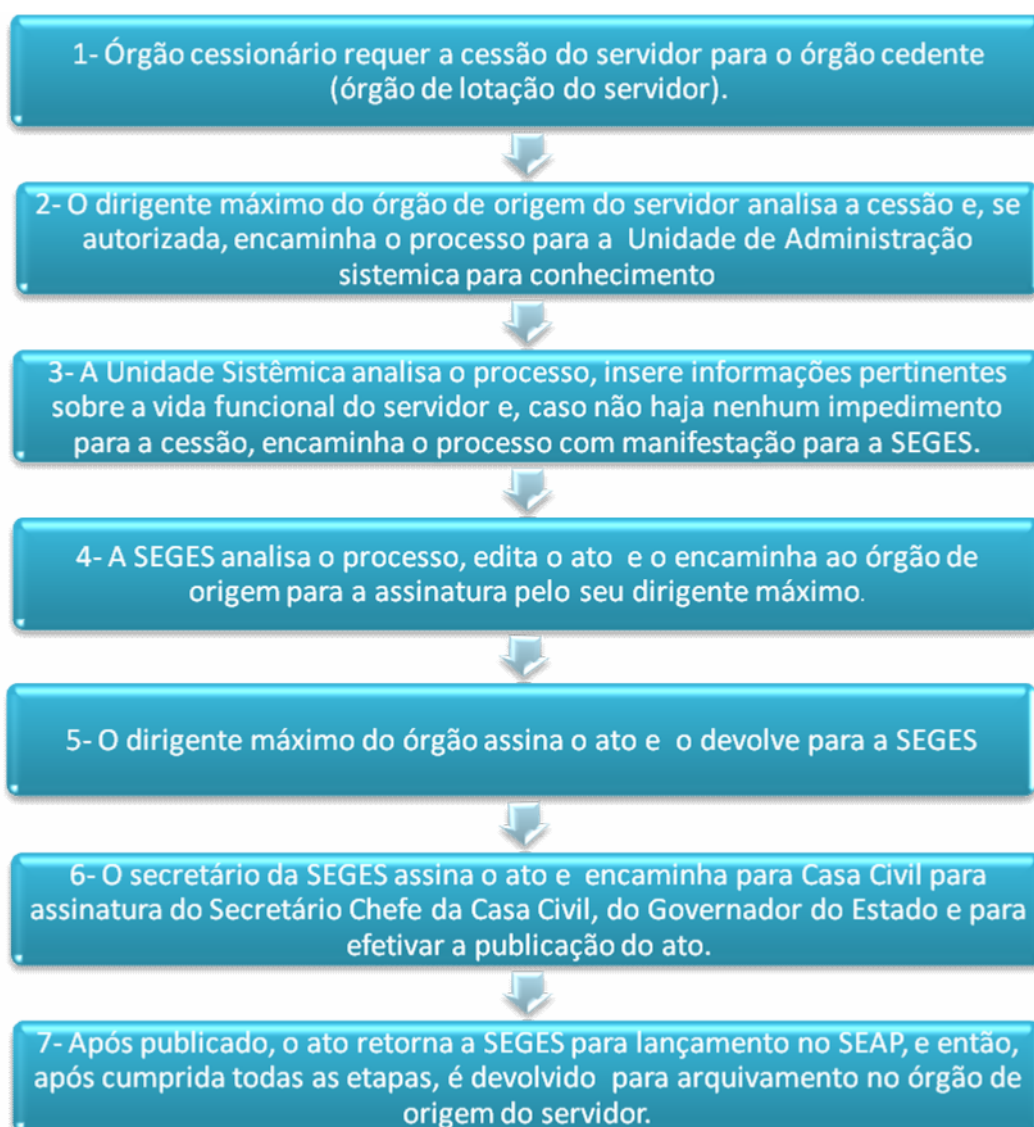 1- Órgão cessionário requer a cessão do servidor para o órgão cedente
(órgão de lotação do servidor).
2- O dirigente máximo do órgão de origem do servidor analisa a cessão e, se
autorizada, encaminha o processo para a Unidade de Administração
sistemica para conhecimento
3- A Unidade Sistêmica analisa o processo, insere informações pertinentes
sobre a vida funcional do servidor e, caso não haja nenhum impedimento
para a cessão, encaminha o processo com manifestação para a SEGES.
4- A SEGES analisa o processo, edita o ato e o encaminha ao órgão de
origem para a assinatura pelo seu dirigente máximo.
5- O dirigente máximo do órgão assina o ato e o devolve para a SEGES
6- O secretário da SEGES assina o ato e encaminha para Casa Civil para
assinatura do Secretário Chefe da Casa Civil, do Governador do Estado e para
efetivar a publicação do ato.
7- Após publicado, o ato retorna a SEGES para lançamento no SEAP, e então,
após cumprida todas as etapas, é devolvido para arquivamento no órgão de
origem do servidor.